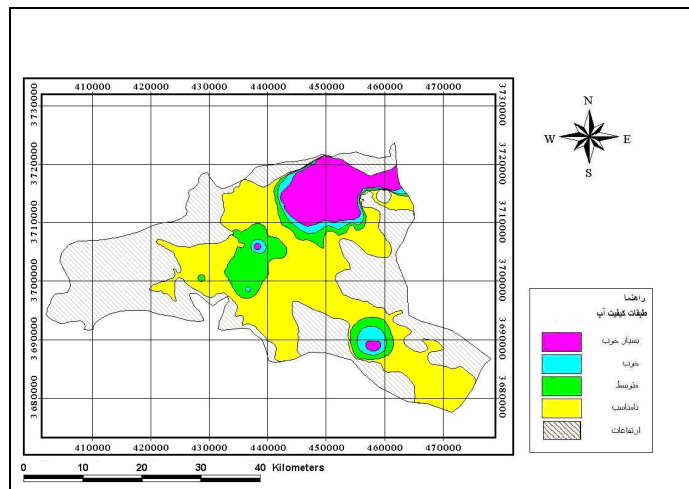 410000 420000 430000 440000 450000 460000 470000
3730000 3730000
3720000 3720000
3710000 3710000
3700000 3700000
3690000 3690000
3680000 3680000
410000 420000 430000 440000 450000 460000 470000
N
W E
S
راهنما
طبقات کیفیت آب
بسیار خوب
خوب
متوسط
نامناسب
ارتفاعات
0 10 20 30 40 Kilometers